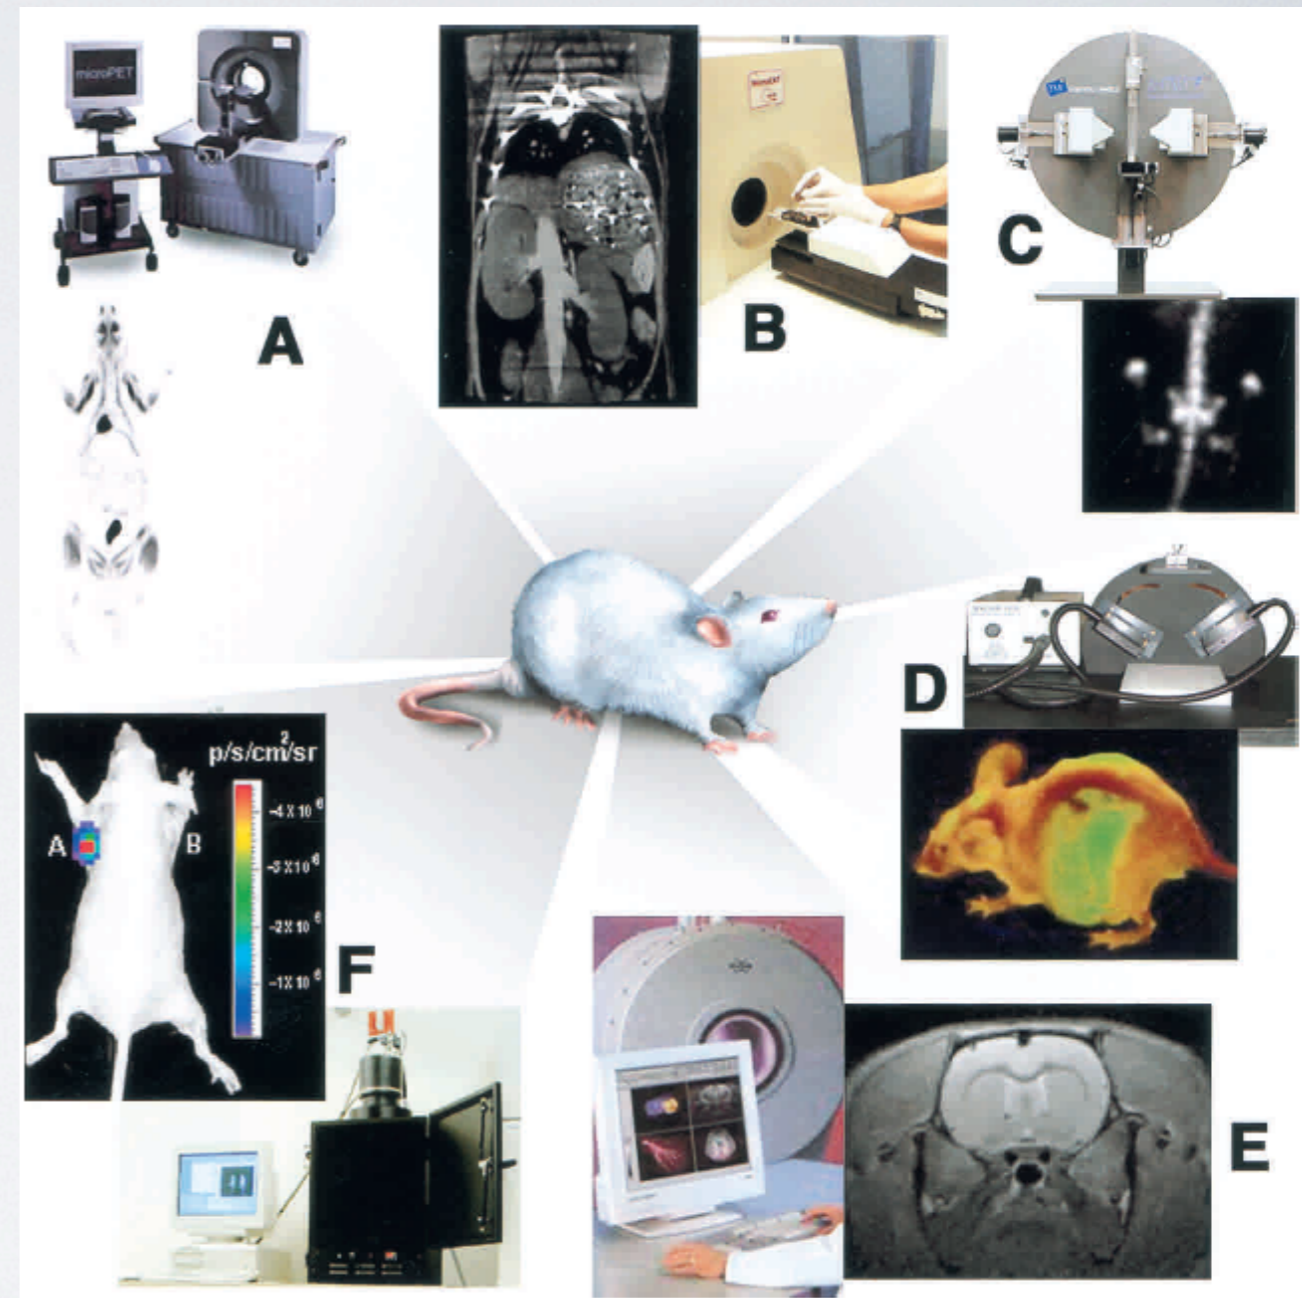 microPET
A
B
C
D
p/s/cm²/sr
A
B
-4 X 10⁶
-3 X 10⁶
-2 X 10⁶
-1 X 10⁶
F
E